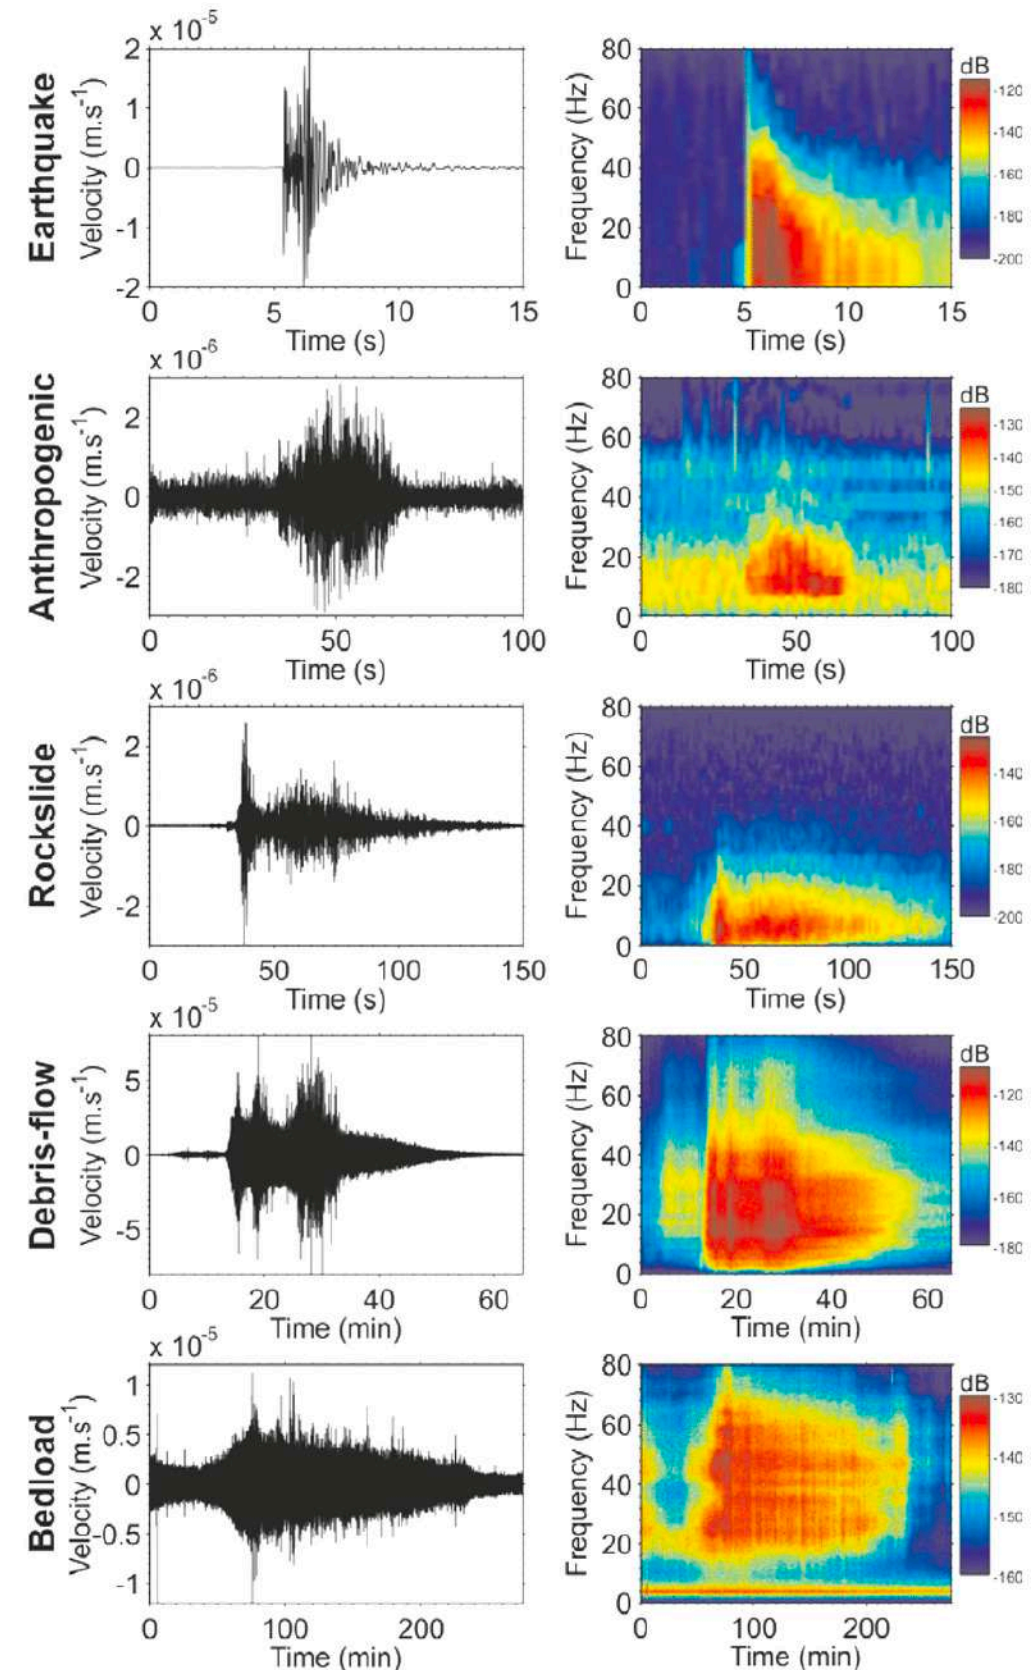 Earthquake
x 10-5
Velocity (m.s-1)
2
1
0
-1
-2
0 5 10 15
Time (s)
Frequency (Hz)
80
60
40
20
0
0 5 10 15
Time (s)
dB
-120
-140
-160
-180
-200
Anthropogenic
x 10-6
Velocity (m.s-1)
2
0
-2
0 50 100
Time (s)
Frequency (Hz)
80
60
40
20
0
0 50 100
Time (s)
dB
-130
-140
-150
-160
-170
-180
Rockslide
x 10-6
Velocity (m.s-1)
2
0
-2
0 50 100 150
Time (s)
Frequency (Hz)
80
60
40
20
0
0 50 100 150
Time (s)
dB
-140
-160
-180
-200
Debris-flow
x 10-5
Velocity (m.s-1)
5
0
-5
0 20 40 60
Time (min)
Frequency (Hz)
80
60
40
20
0
0 20 40 60
Time (min)
dB
-120
-140
-160
-180
Bedload
x 10-5
Velocity (m.s-1)
1
0.5
0
-0.5
-1
0 100 200
Time (min)
Frequency (Hz)
80
60
40
20
0
0 100 200
Time (min)
dB
-130
-140
-150
-160